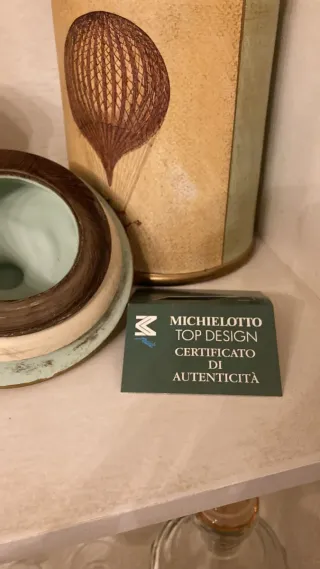 M
MICHIELOTTO
TOP DESIGN
CERTIFICATO
DI
AUTENTICITÀ